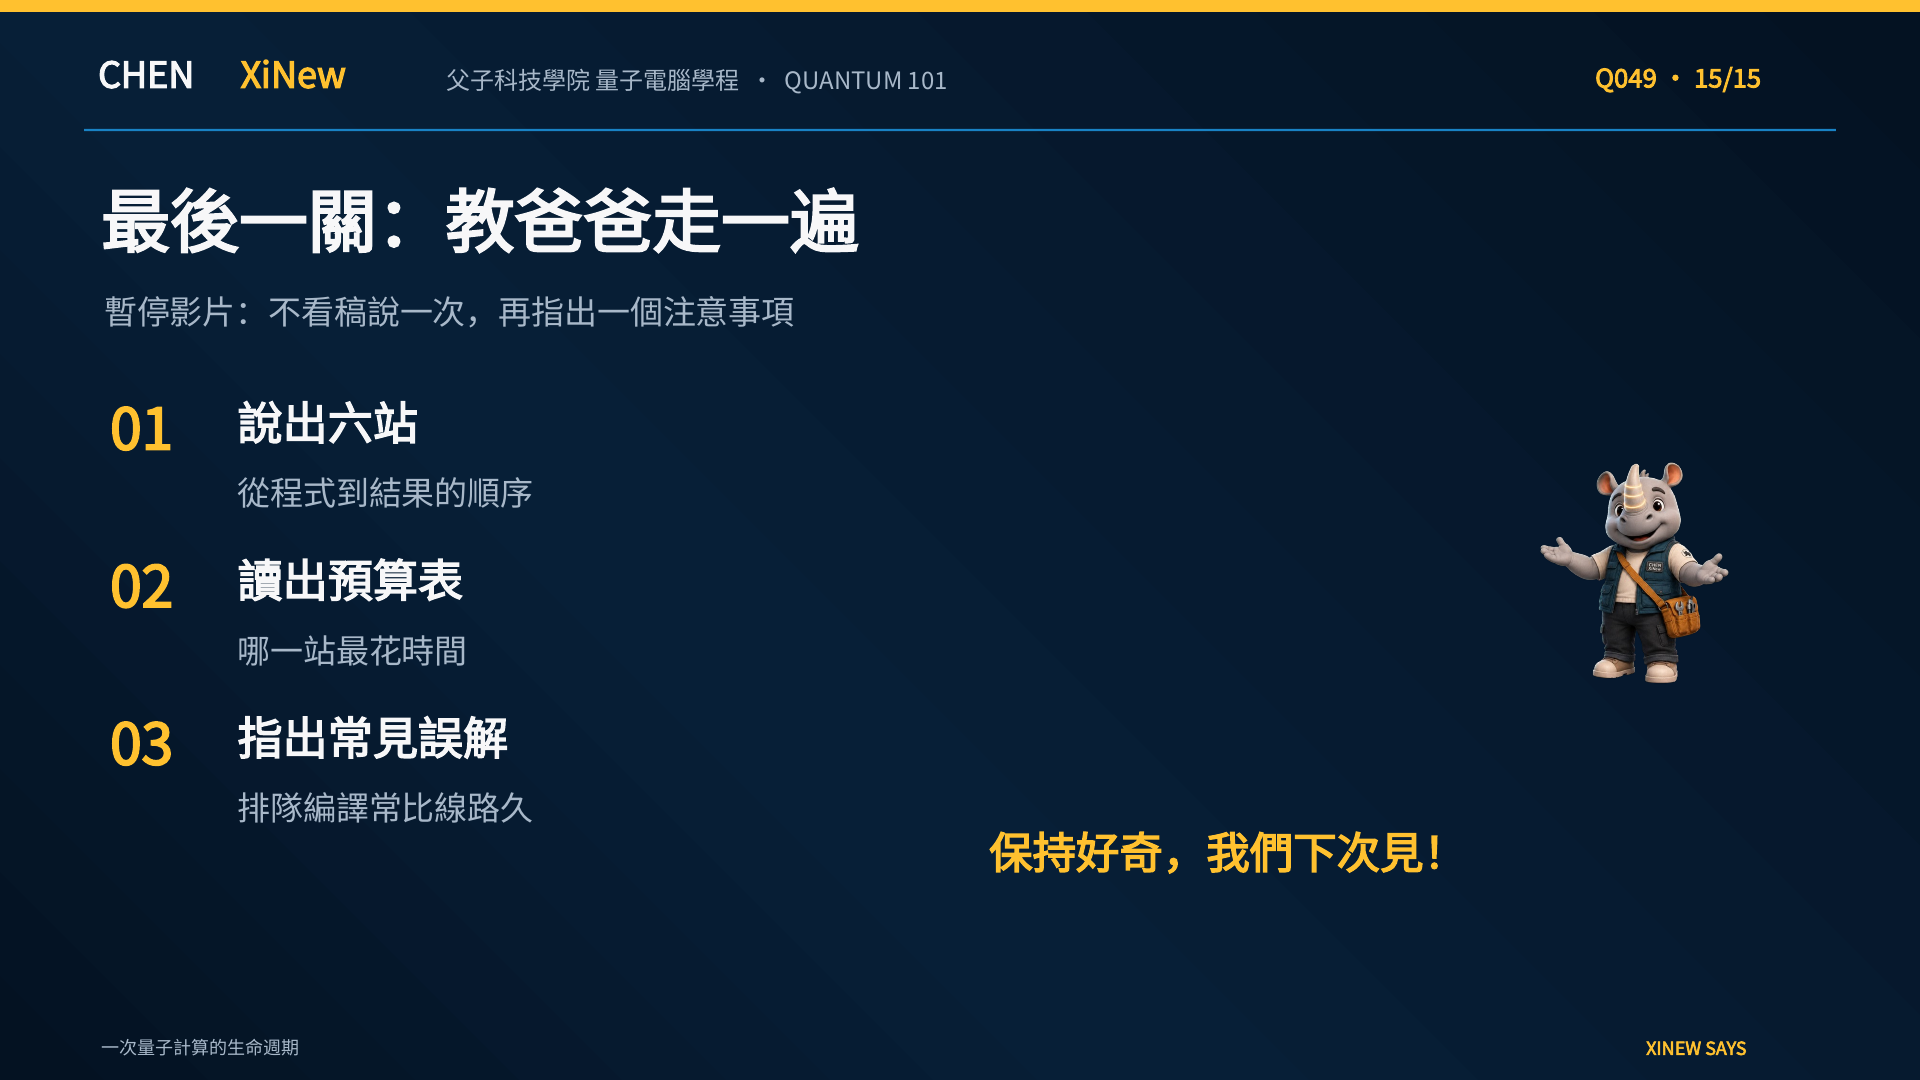 CHEN XiNew 父子科技學院 量子電腦學程 • QUANTUM 101 Q049 • 15/15
最後一關：教爸爸走一遍
暫停影片：不看稿說一次，再指出一個注意事項
01 說出六站
從程式到結果的順序
02 讀出預算表
哪一站最花時間
03 指出常見誤解
排隊編譯常比線路久
保持好奇，我們下次見！
一次量子計算的生命週期 XINEW SAYS